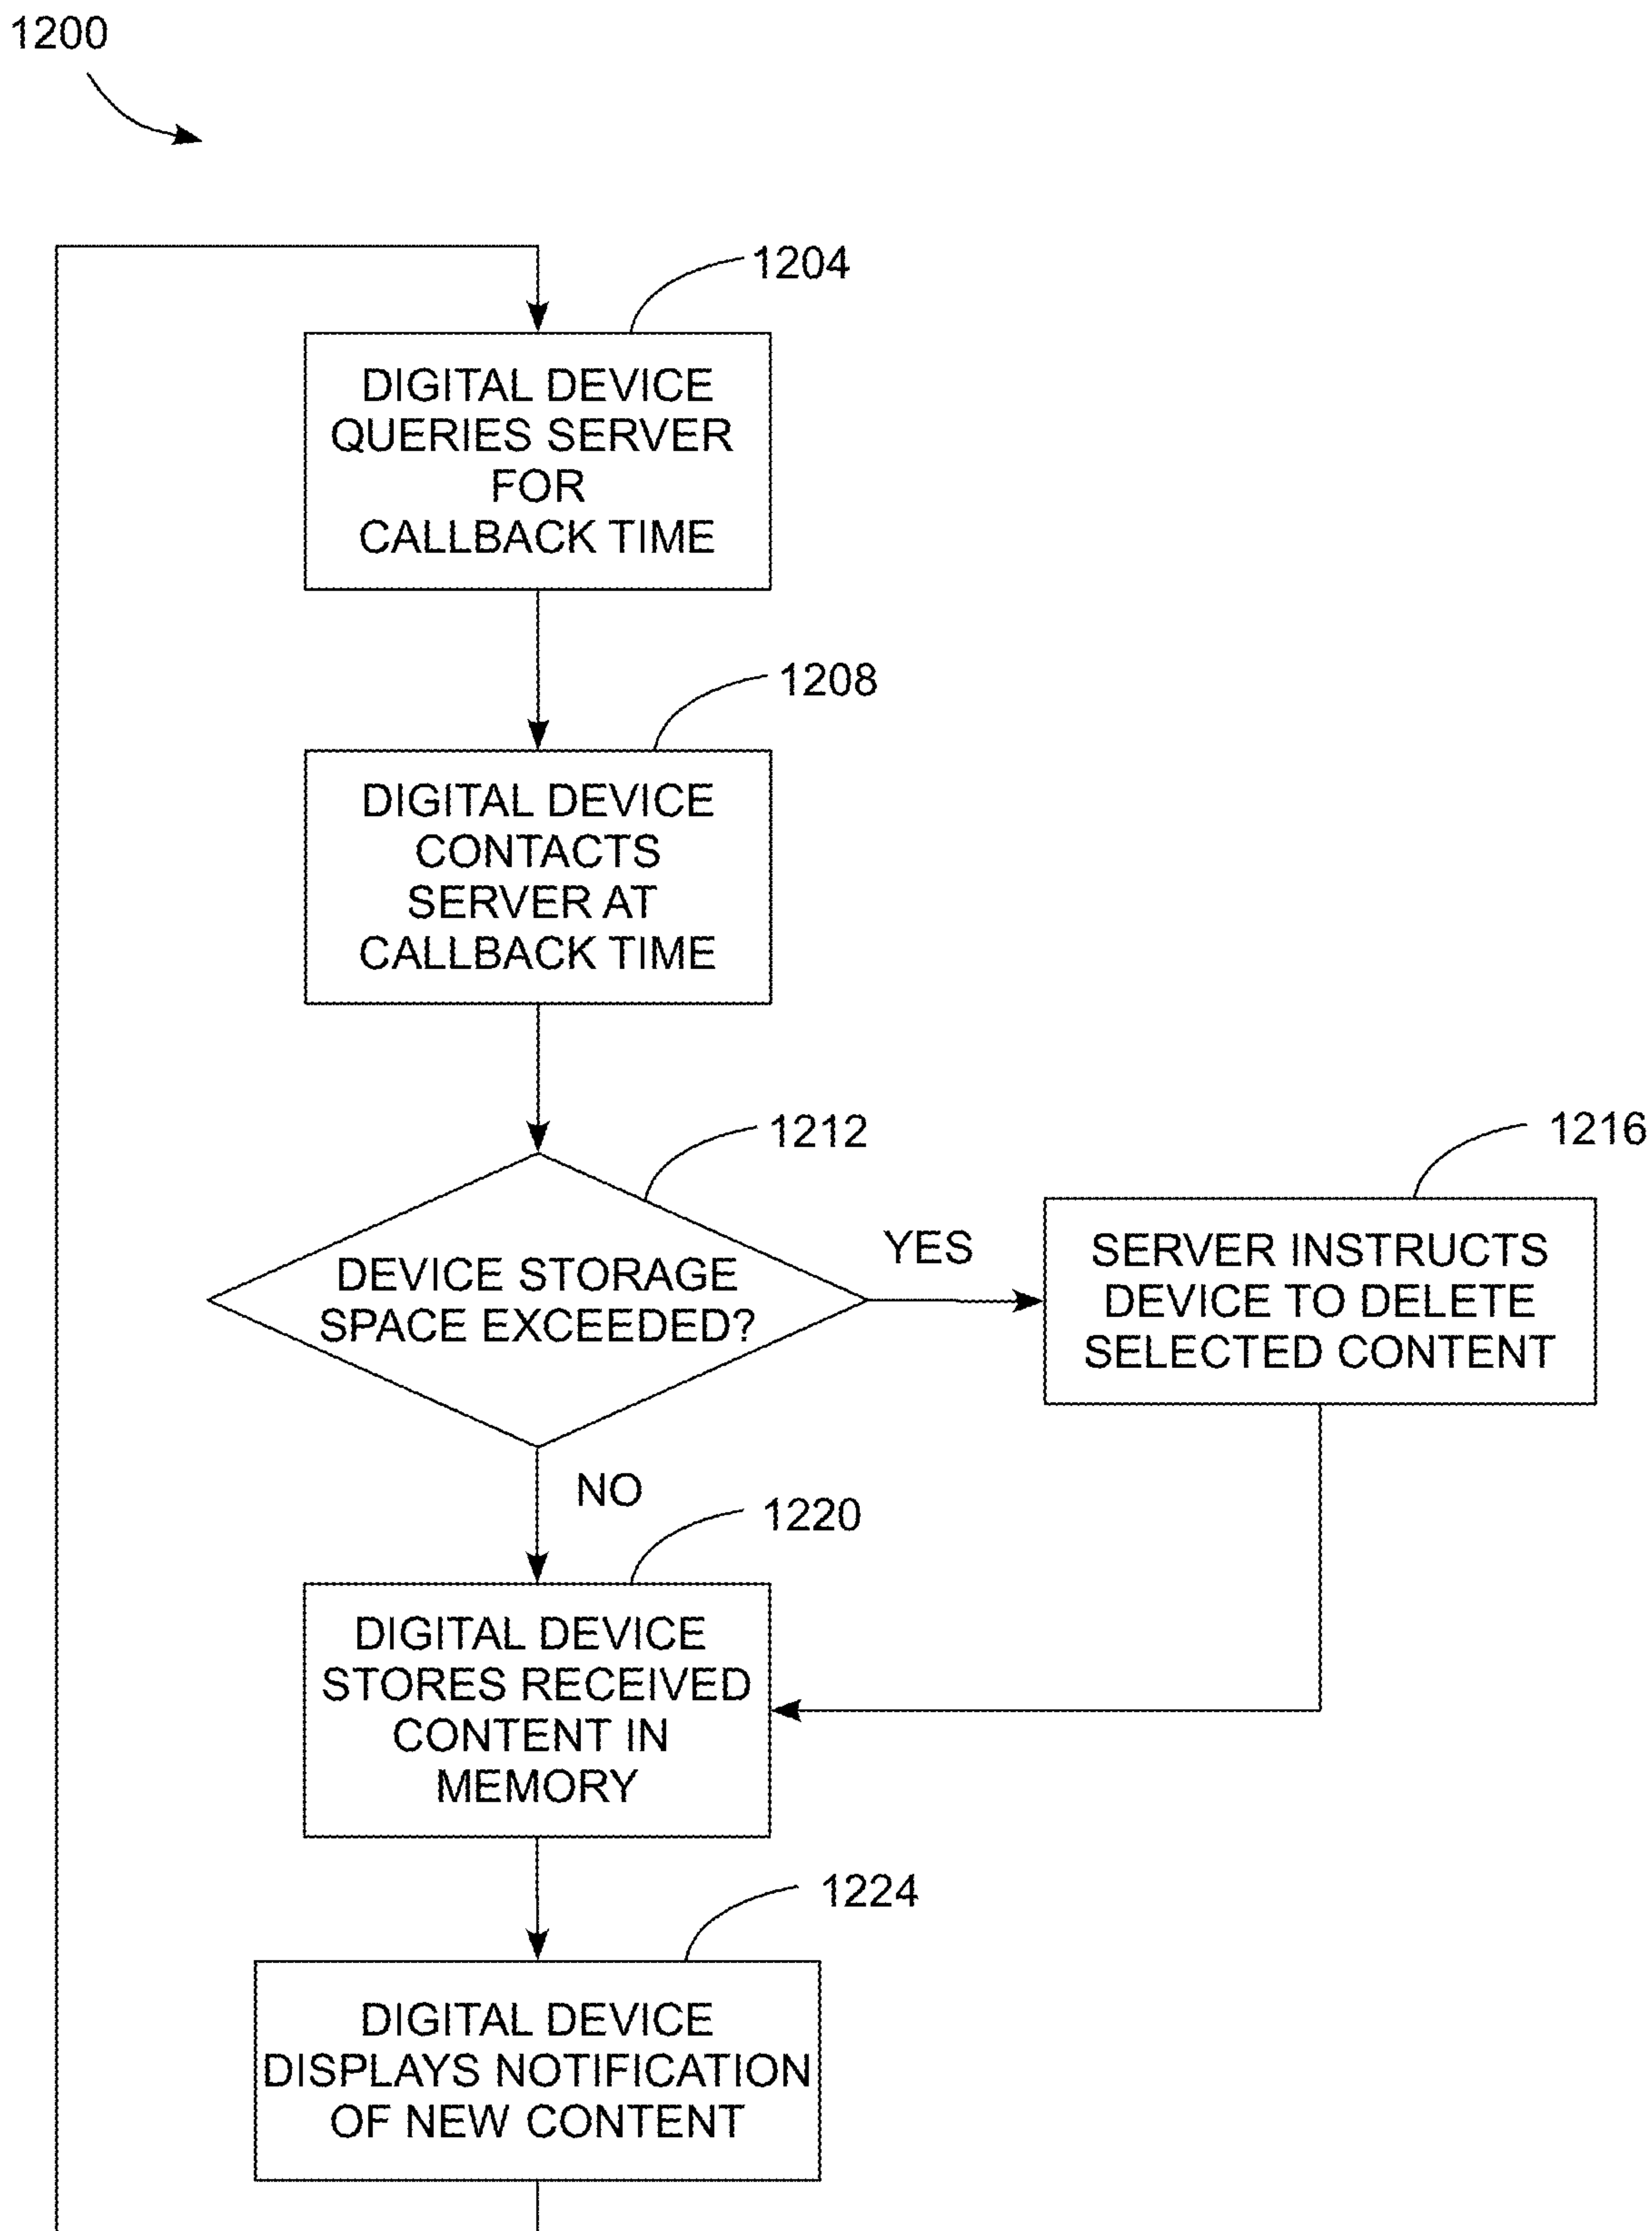 1200
1204
DIGITAL DEVICE
QUERIES SERVER
FOR
CALLBACK TIME
1208
DIGITAL DEVICE
CONTACTS
SERVER AT
CALLBACK TIME
1212
DEVICE STORAGE
SPACE EXCEEDED?
YES
1216
SERVER INSTRUCTS
DEVICE TO DELETE
SELECTED CONTENT
NO
1220
DIGITAL DEVICE
STORES RECEIVED
CONTENT IN
MEMORY
1224
DIGITAL DEVICE
DISPLAYS NOTIFICATION
OF NEW CONTENT